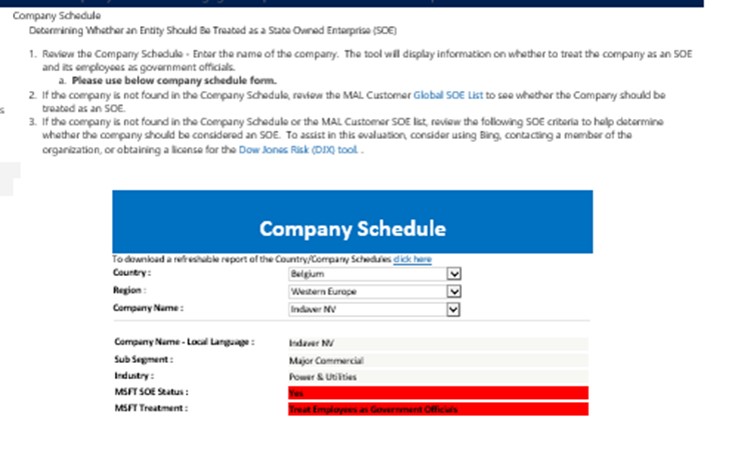 Company Schedule
Determining Whether an Entity Should Be Treated as a State Owned Enterprise (SOE)
1. Review the Company Schedule - Enter the name of the company. The tool will display information on whether to treat the company as an SOE
and its employees as government officials.
a. Please use below company schedule form.
2. If the company is not found in the Company Schedule, review the MAL Customer Global SOE List to see whether the Company should be
treated as an SOE.
3. If the company is not found in the Company Schedule or the MAL Customer SOE list, review the following SOE criteria to help determine
whether the company should be considered an SOE. To assist in this evaluation, consider using Bing, contacting a member of the
organization, or obtaining a license for the Dow Jones Risk (DJX) tool. .
Company Schedule
To download a refreshable report of the Country/Company Schedules click here
Country: Belgium
Region: Western Europe
Company Name: Indaver NV
Company Name - Local Language: Indaver NV
Sub Segment: Major Commercial
Industry: Power & Utilities
MSFT SOE Status: Yes
MSFT Treatment: Treat Employees as Government Officials